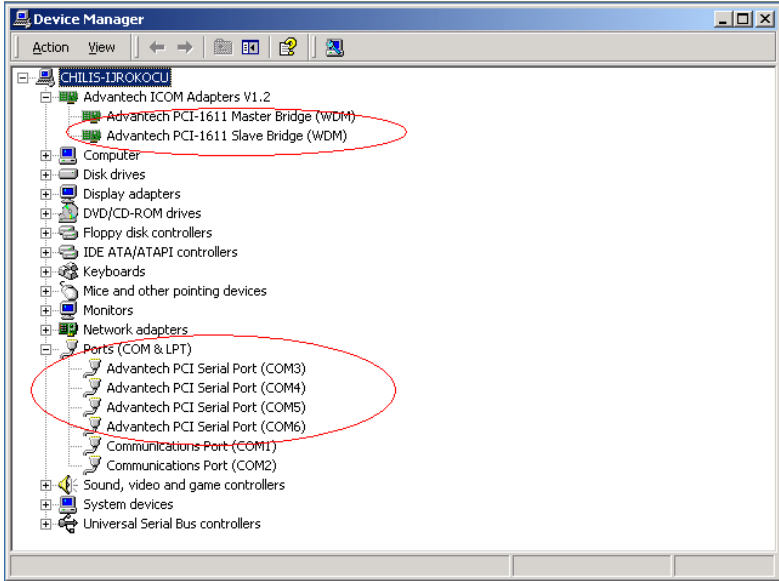 Device Manager
Action View
CHILIS-IJROKOCU
Advantech ICOM Adapters V1.2
Advantech PCI-1611 Master Bridge (WDM)
Advantech PCI-1611 Slave Bridge (WDM)
Computer
Disk drives
Display adapters
DVD/CD-ROM drives
Floppy disk controllers
IDE ATA/ATAPI controllers
Keyboards
Mice and other pointing devices
Monitors
Network adapters
Ports (COM & LPT)
Advantech PCI Serial Port (COM3)
Advantech PCI Serial Port (COM4)
Advantech PCI Serial Port (COM5)
Advantech PCI Serial Port (COM6)
Communications Port (COM1)
Communications Port (COM2)
Sound, video and game controllers
System devices
Universal Serial Bus controllers